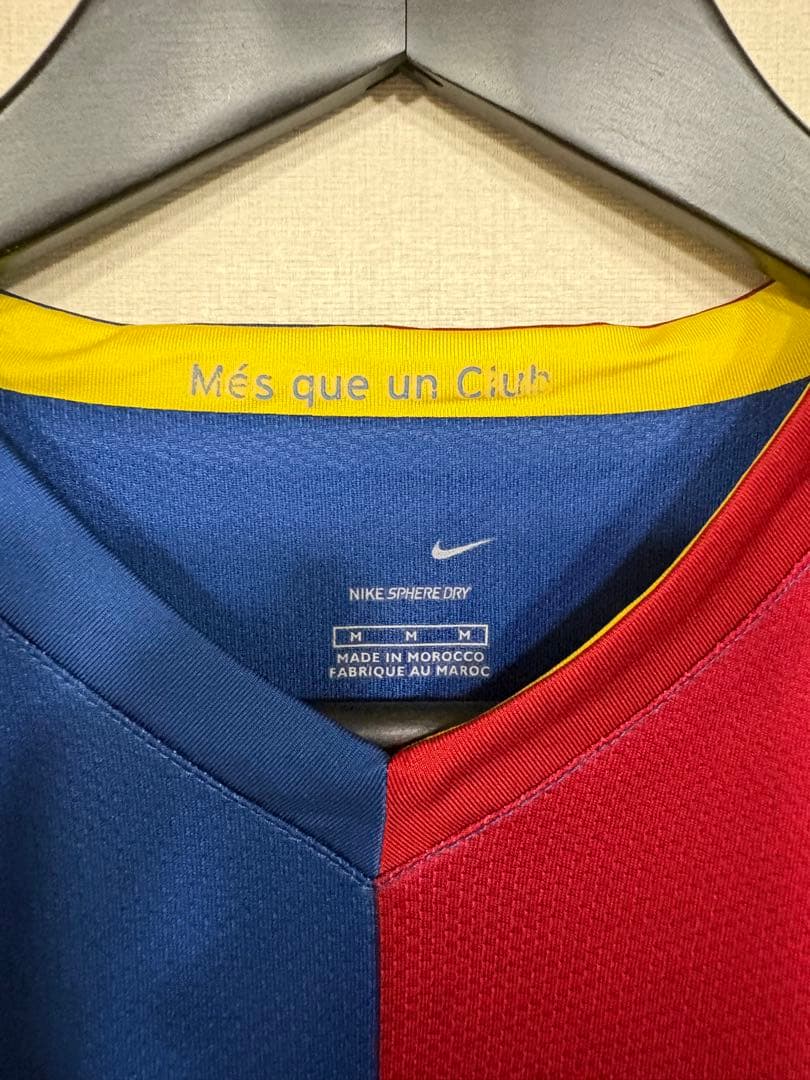 Més que un Club
NIKE SPHERE DRY
M M M
MADE IN MOROCCO
FABRIQUE AU MAROC